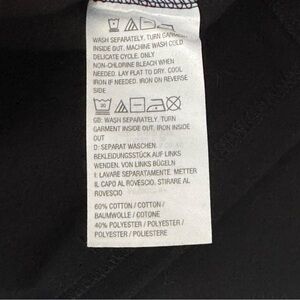 WASH SEPARATELY. TURN GARMENT
INSIDE OUT. MACHINE WASH COLD
DELICATE CYCLE. ONLY
NON-CHLORINE BLEACH WHEN
NEEDED. LAY FLAT TO DRY. COOL
IRON IF NEEDED. IRON ON REVERSE
SIDE
30
GB: WASH SEPARATELY. TURN
GARMENT INSIDE OUT. IRON INSIDE
OUT
D: SEPARAT WASCHEN.
BEKLEIDUNGSSTÜCK AUF LINKS
WENDEN. VON LINKS BÜGELN
I: LAVARE SEPARATAMENTE. METTER
IL CAPO AL ROVESCIO. STIRARE AL
ROVESCIO
60% COTTON / COTTON /
BAUMWOLLE / COTONE
40% POLYESTER / POLYESTER /
POLYESTER / POLIESTERE